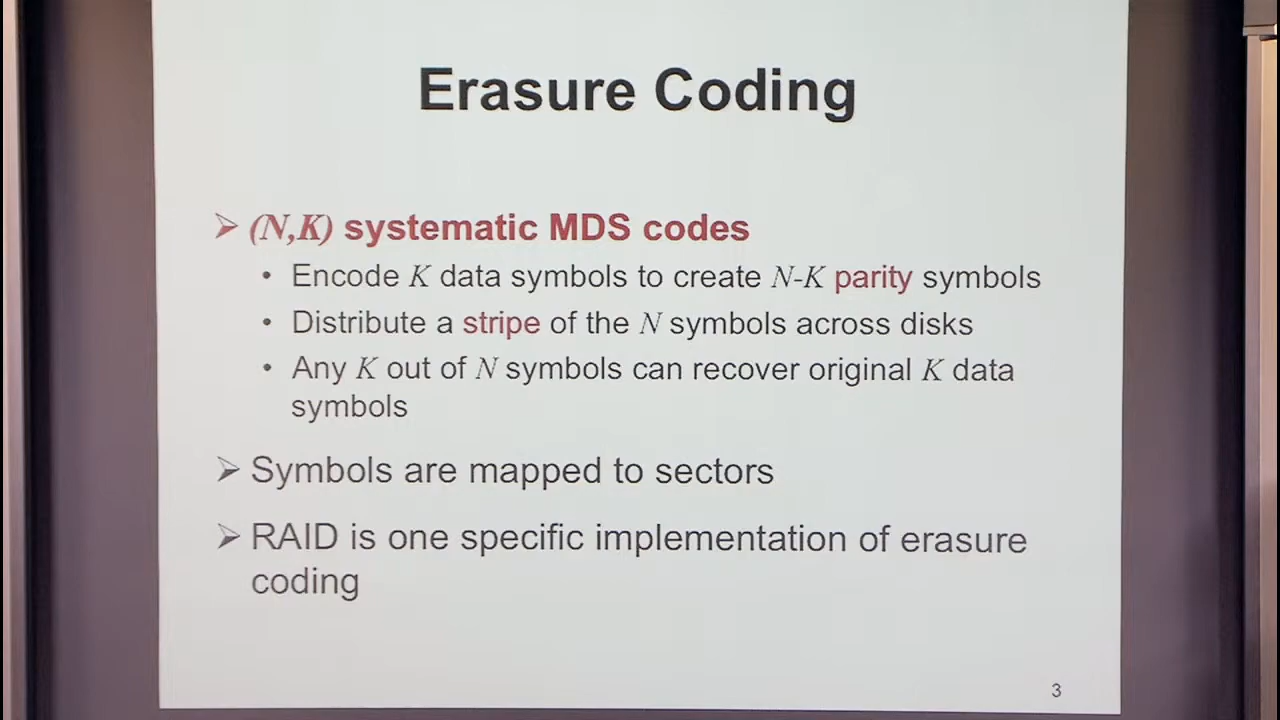 Erasure Coding
➢ (N,K) systematic MDS codes
• Encode K data symbols to create N-K parity symbols
• Distribute a stripe of the N symbols across disks
• Any K out of N symbols can recover original K data
symbols
➢ Symbols are mapped to sectors
➢ RAID is one specific implementation of erasure
coding
3